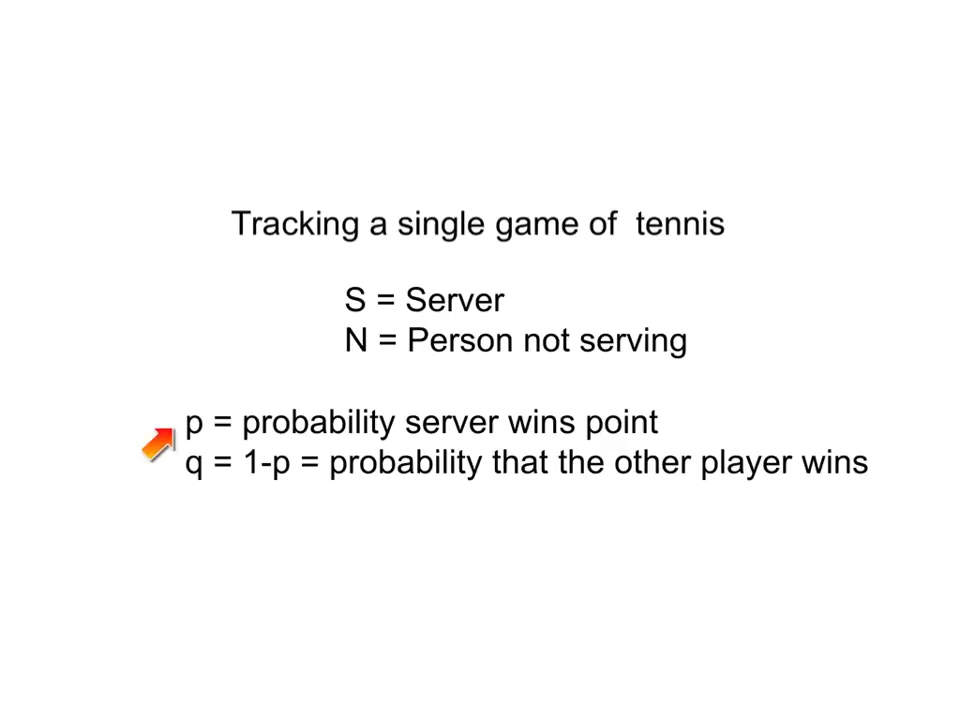 Tracking a single game of  tennis
S = Server
N = Person not serving
p = probability server wins point
q = 1-p = probability that the other player wins